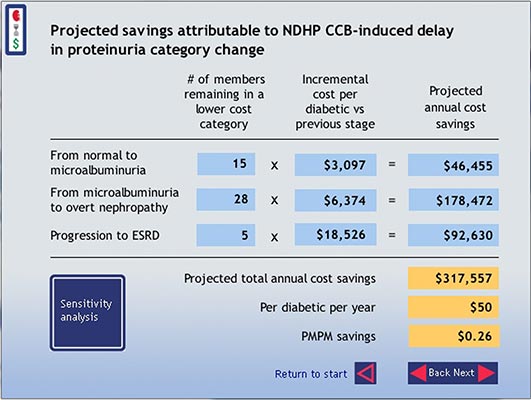 Projected savings attributable to NDHP CCB-induced delay
in proteinuria category change
# of members
remaining in a
lower cost
category
Incremental
cost per
diabetic vs
previous stage
Projected
annual cost
savings
From normal to
microalbuminuria
15 x $3,097 = $46,455
From microalbuminuria
to overt nephropathy
28 x $6,374 = $178,472
Progression to ESRD 5 x $18,526 = $92,630
Projected total annual cost savings $317,557
Sensitivity
analysis
Per diabetic per year $50
PMPM savings $0.26
Return to start Back Next
$